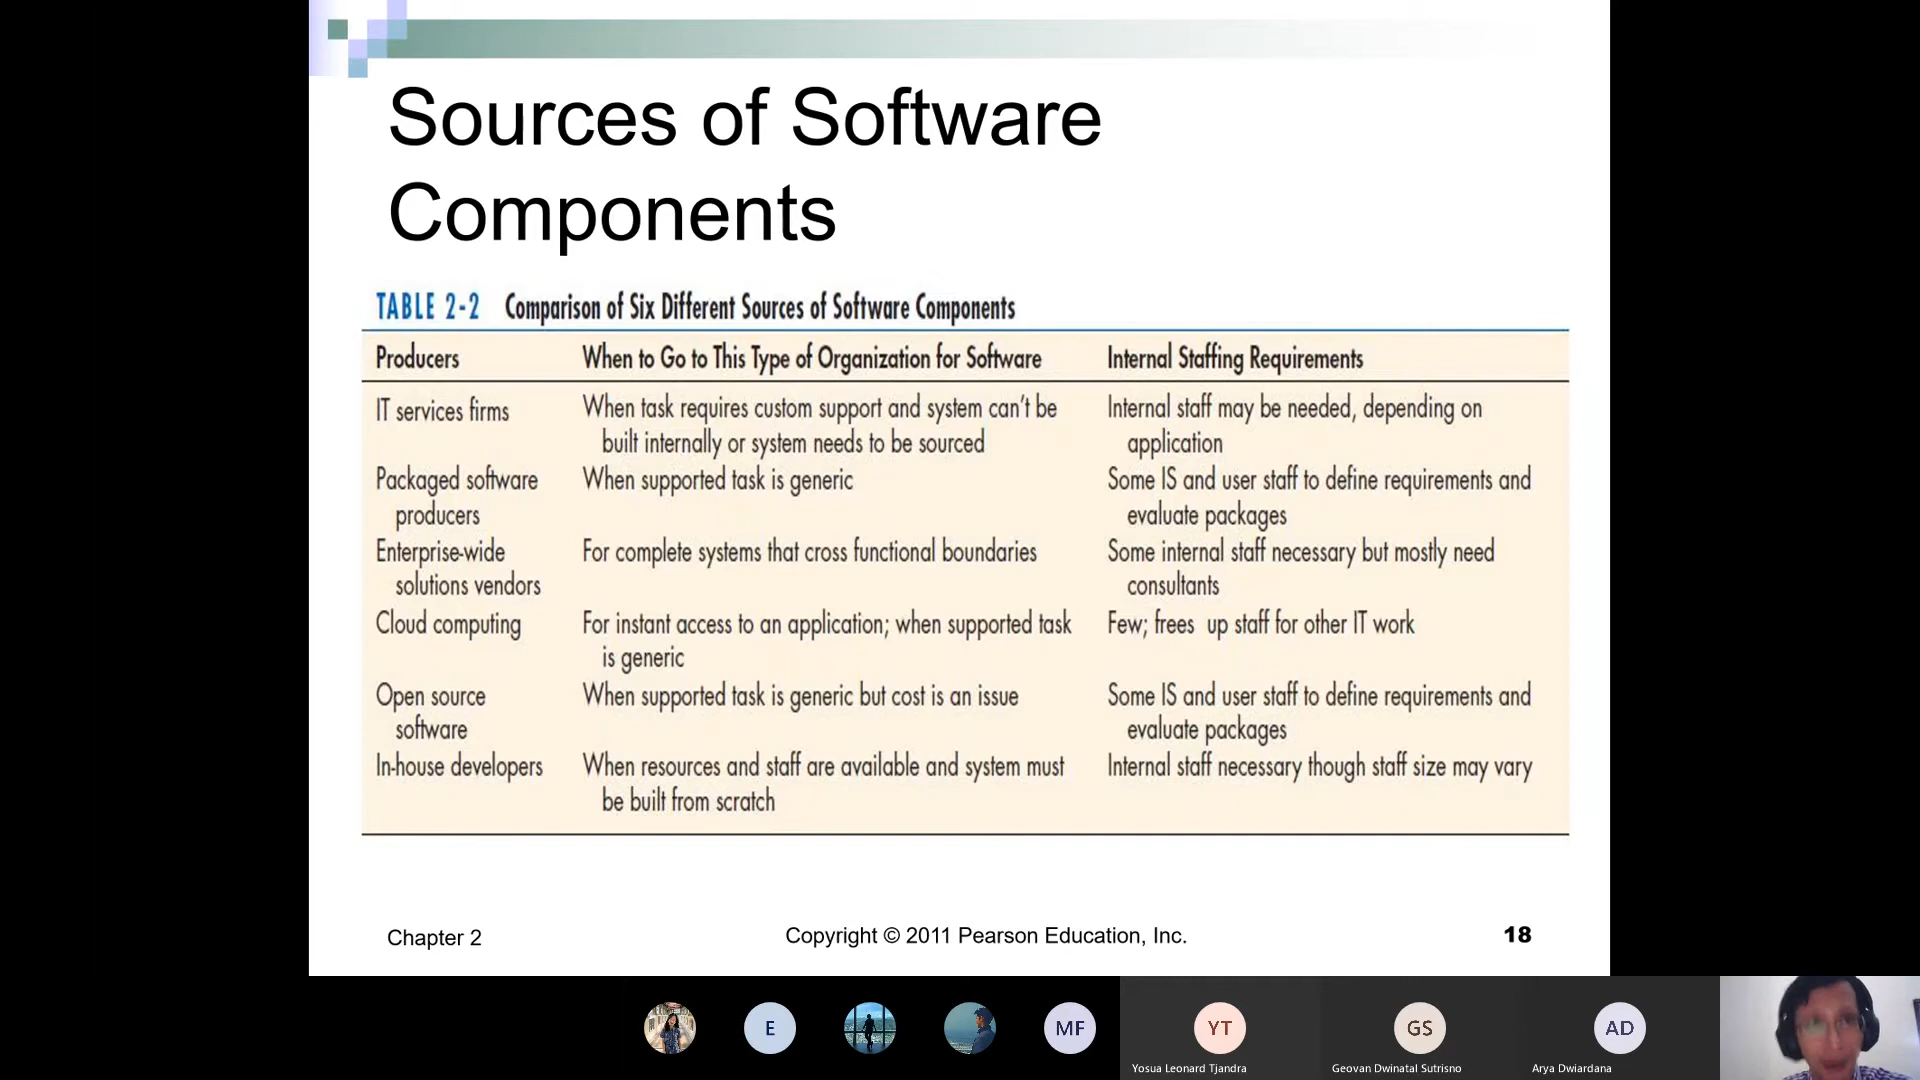 Sources of Software
Components
TABLE 2-2 Comparison of Six Different Sources of Software Components
Producers When to Go to This Type of Organization for Software Internal Staffing Requirements
IT services firms When task requires custom support and system can't be Internal staff may be needed, depending on
built internally or system needs to be sourced application
Packaged software When supported task is generic Some IS and user staff to define requirements and
producers evaluate packages
Enterprise-wide For complete systems that cross functional boundaries Some internal staff necessary but mostly need
solutions vendors consultants
Cloud computing For instant access to an application; when supported task Few; frees up staff for other IT work
is generic
Open source When supported task is generic but cost is an issue Some IS and user staff to define requirements and
software evaluate packages
In-house developers When resources and staff are available and system must Internal staff necessary though staff size may vary
be built from scratch
Chapter 2 Copyright © 2011 Pearson Education, Inc. 18
E MF YT GS AD
Yosua Leonard Tjandra Geovan Dwinatal Sutrisno Arya Dwiardana